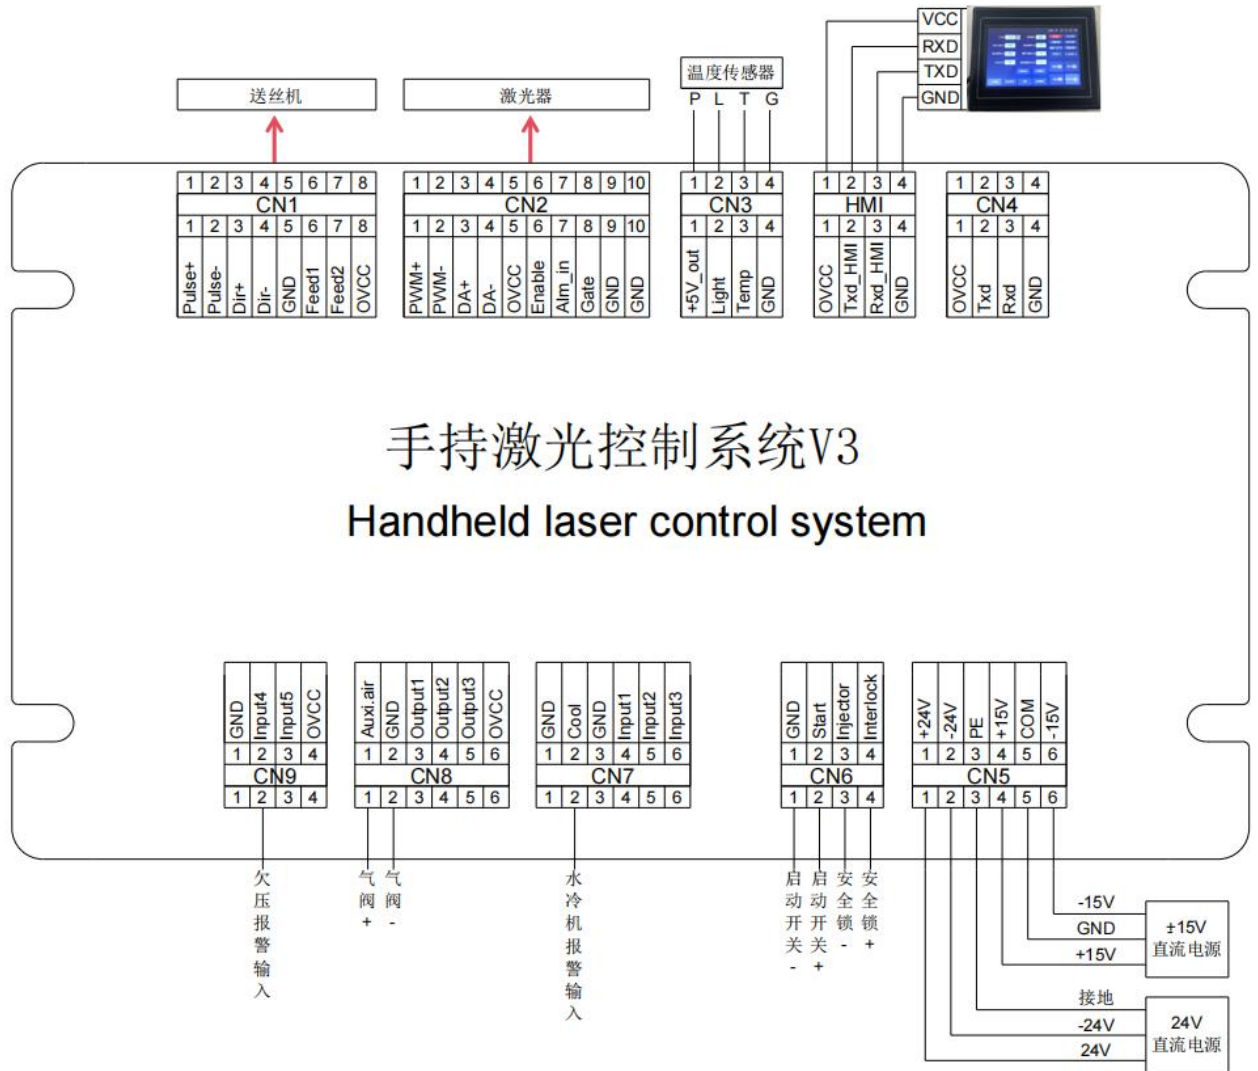 VCC
RXD
TXD
GND
温度传感器
P L T G
送丝机
激光器
1 2 3 4 5 6 7 8
CN1
1 2 3 4 5 6 7 8
Pulse+
Pulse-
Dir+
Dir-
GND
Feed1
Feed2
OVCC
1 2 3 4 5 6 7 8 9 10
CN2
1 2 3 4 5 6 7 8 9 10
PWM+
PWM-
DA+
DA-
OVCC
Enable
Alm_in
Gate
GND
GND
1 2 3 4
CN3
1 2 3 4
+5V_out
Light
Temp
GND
1 2 3 4
HMI
1 2 3 4
OVCC
Txd_HMI
Rxd_HMI
GND
1 2 3 4
CN4
1 2 3 4
OVCC
Txd
Rxd
GND
手持激光控制系统V3
Handheld laser control system
GND
Input4
Input5
OVCC
1 2 3 4
CN9
1 2 3 4
Auxi.air
GND
Output1
Output2
Output3
OVCC
1 2 3 4 5 6
CN8
1 2 3 4 5 6
GND
Cool
GND
Input1
Input2
Input3
1 2 3 4 5 6
CN7
1 2 3 4 5 6
GND
Start
Injector
Interlock
1 2 3 4
CN6
1 2 3 4
+24V
-24V
PE
+15V
COM
-15V
1 2 3 4 5 6
CN5
1 2 3 4 5 6
欠压报警输入
气阀+
气阀-
水冷机报警输入
启动开关-
启动开关+
安全锁-
安全锁+
-15V
GND
+15V
±15V
直流电源
接地
-24V
24V
24V
直流电源